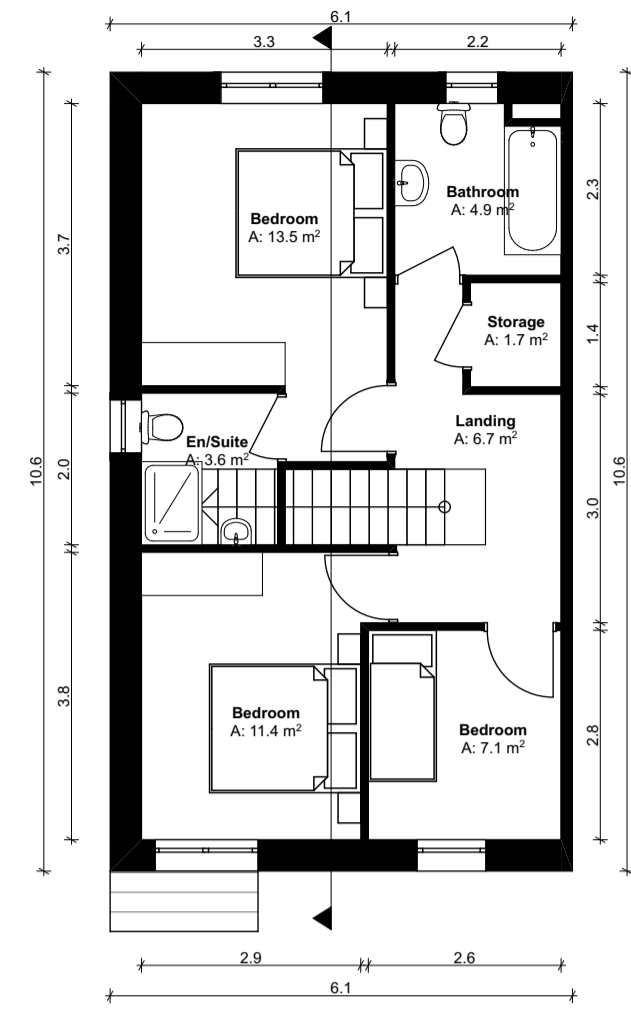 6.1
3.3
2.2
Bedroom
A: 13.5 m²
Bathroom
A: 4.9 m²
2.3
3.7
Storage
A: 1.7 m²
1.4
Landing
A: 6.7 m²
En/Suite
A: 3.6 m²
10.6
2.0
10.6
3.0
3.8
Bedroom
A: 11.4 m²
Bedroom
A: 7.1 m²
2.8
2.9
2.6
6.1